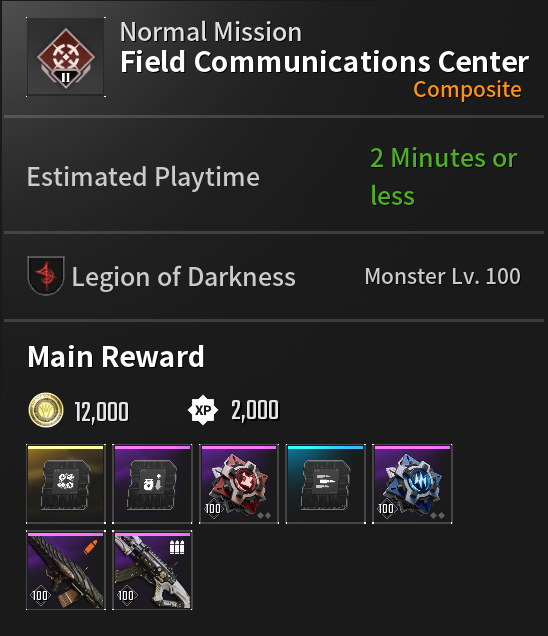 Normal Mission
Field Communications Center
Composite
II
Estimated Playtime
2 Minutes or
less
Legion of Darkness
Monster Lv. 100
Main Reward
12,000
XP
2,000
100
100
100
100